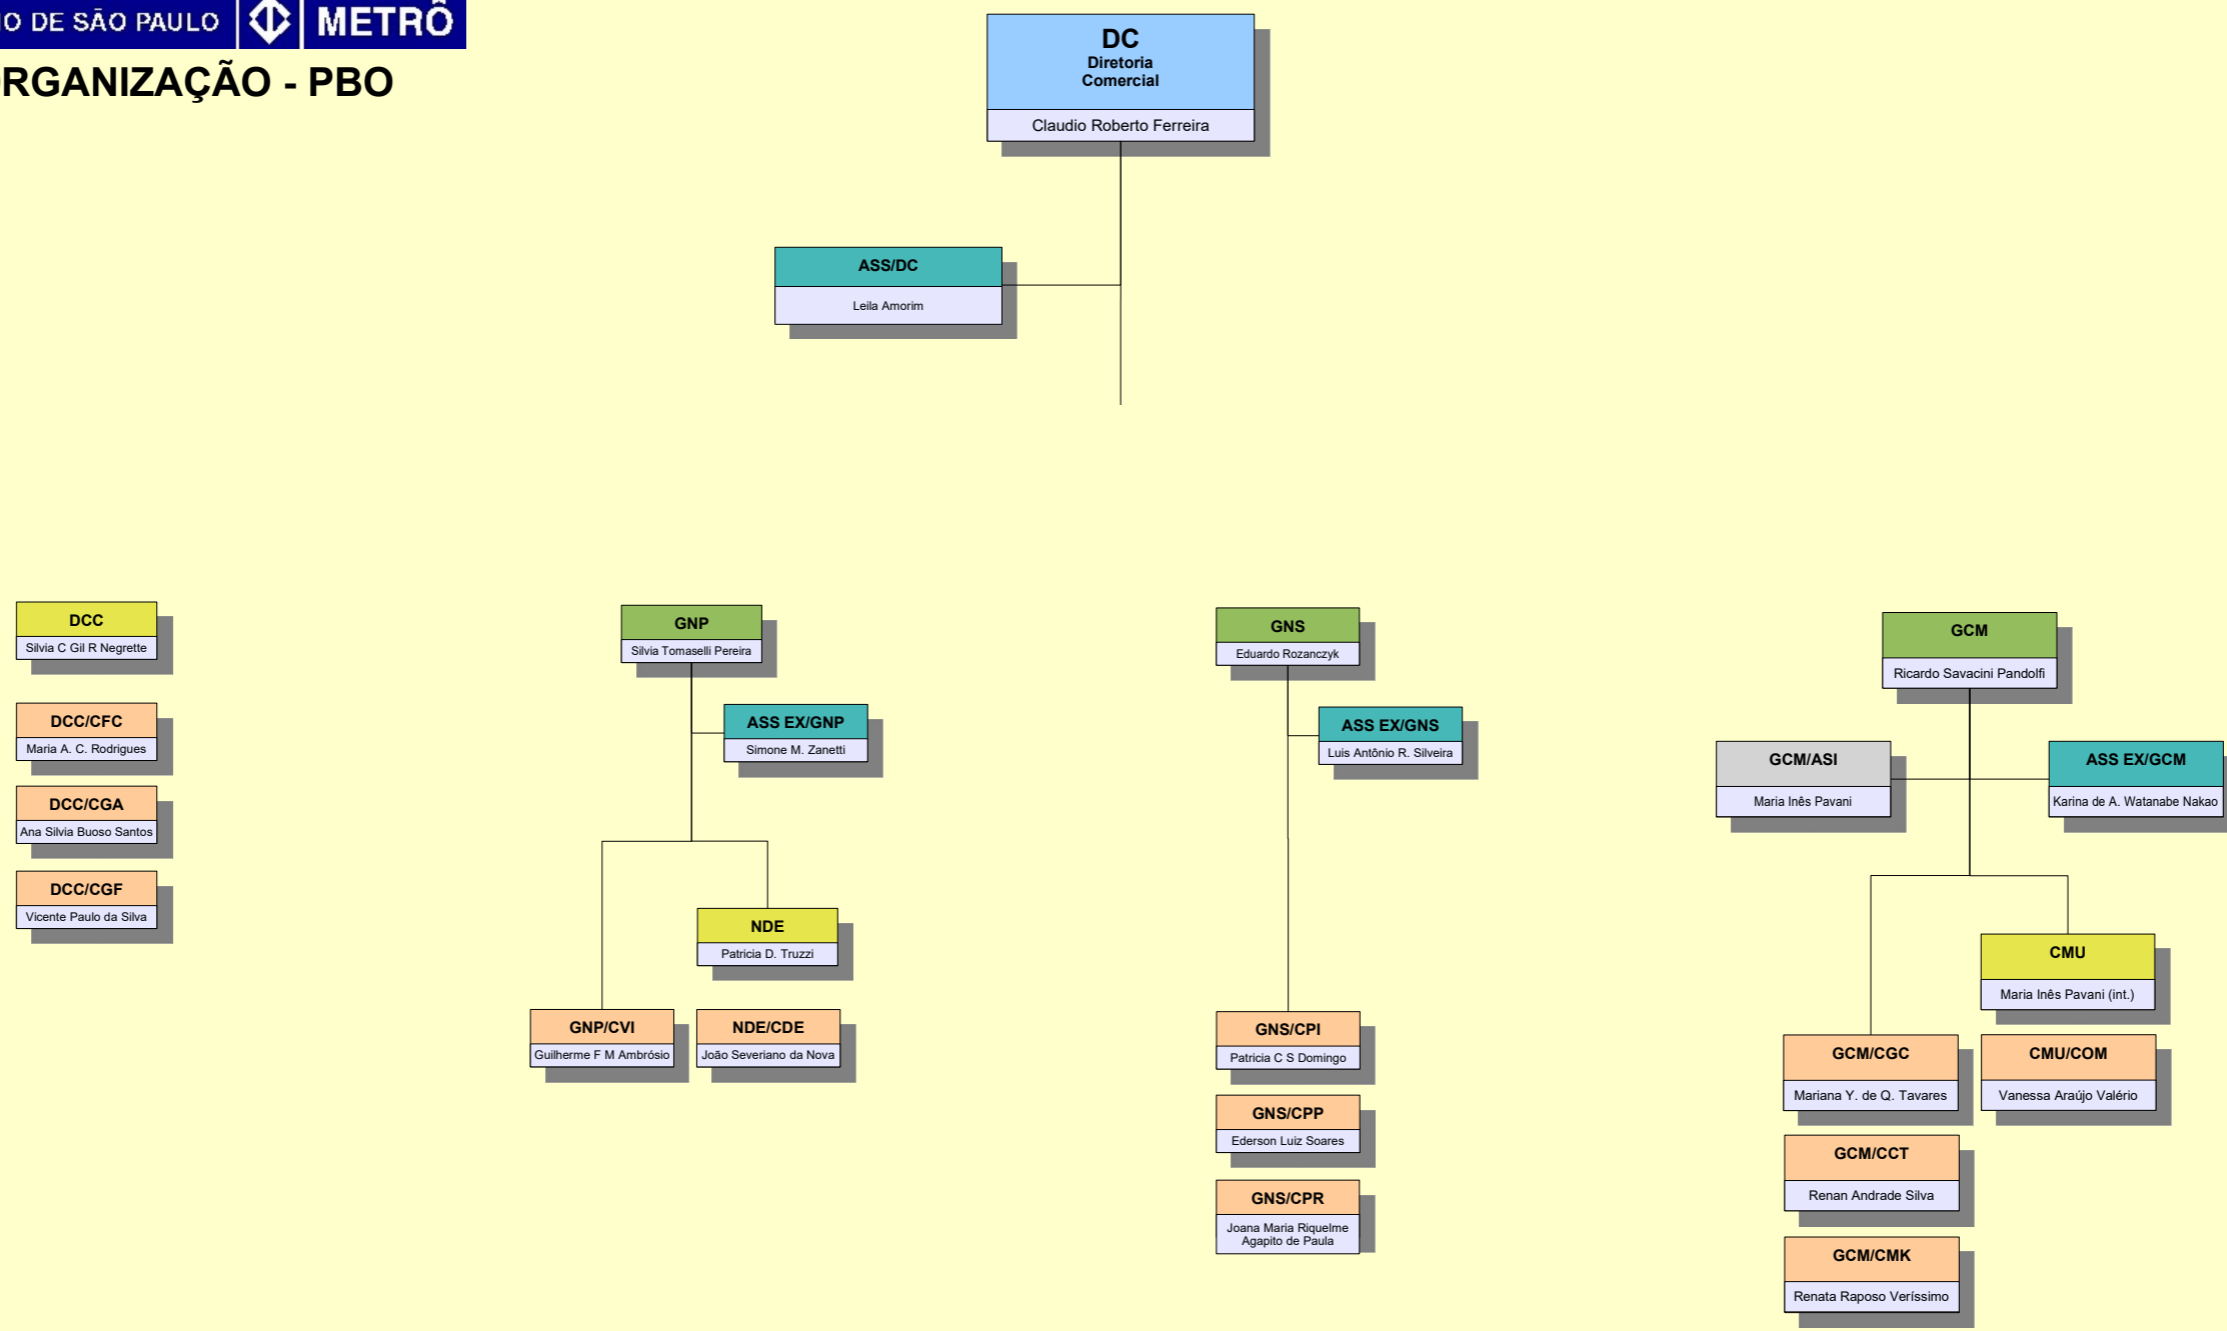 IO DE SÃO PAULO METRÔ
RGANIZAÇÃO - PBO
DC
Diretoria
Comercial
Claudio Roberto Ferreira
ASS/DC
Leila Amorim
DCC
Silvia C Gil R Negrette
DCC/CFC
Maria A. C. Rodrigues
DCC/CGA
Ana Silvia Buoso Santos
DCC/CGF
Vicente Paulo da Silva
GNP
Silvia Tomaselli Pereira
ASS EX/GNP
Simone M. Zanetti
NDE
Patricia D. Truzzi
GNP/CVI
Guilherme F M Ambrósio
NDE/CDE
João Severiano da Nova
GNS
Eduardo Rozanczyk
ASS EX/GNS
Luis Antônio R. Silveira
GNS/CPI
Patricia C S Domingo
GNS/CPP
Ederson Luiz Soares
GNS/CPR
Joana Maria Riquelme
Agapito de Paula
GCM
Ricardo Savacini Pandolfi
GCM/ASI
Maria Inês Pavani
ASS EX/GCM
Karina de A. Watanabe Nakao
CMU
Maria Inês Pavani (int.)
GCM/CGC
Mariana Y. de Q. Tavares
CMU/COM
Vanessa Araújo Valério
GCM/CCT
Renan Andrade Silva
GCM/CMK
Renata Raposo Veríssimo